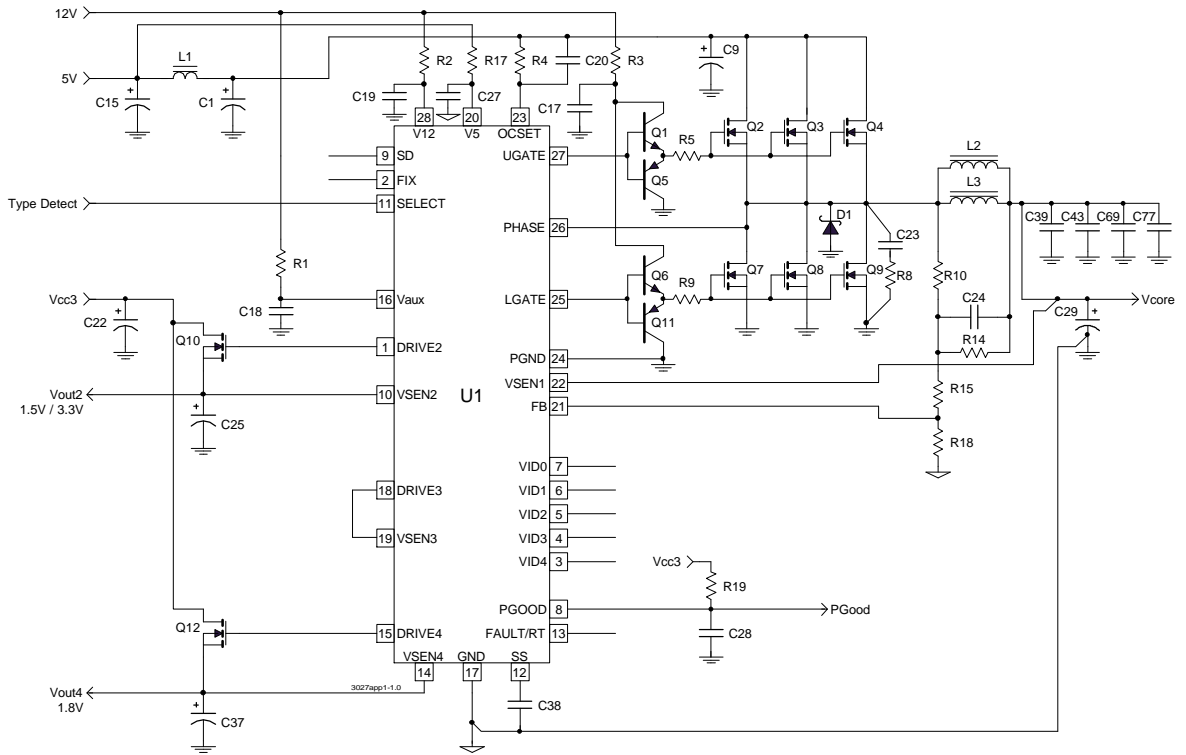 12V
L1
5V
C15
C1
R2
R17
R4
C20
R3
C9
C19
C27
C17
28
V12
20
V5
23
OCSET
Q1
Q5
R5
Q2
Q3
Q4
9 SD
UGATE 27
2 FIX
Type Detect
11 SELECT
PHASE 26
L2
L3
D1
C23
R8
C39
C43
C69
C77
R1
Q6
Q11
R9
Q7
Q8
Q9
R10
Vcc3
C22
C18
16 Vaux
LGATE 25
C24
C29
Vcore
Q10
1 DRIVE2
PGND 24
R14
VSEN1 22
Vout2
1.5V / 3.3V
10 VSEN2
U1
FB 21
R15
C25
R18
VID0 7
18 DRIVE3
VID1 6
VID2 5
19 VSEN3
VID3 4
VID4 3
Vcc3
R19
PGOOD 8
PGood
Q12
15 DRIVE4
FAULT/RT 13
C28
VSEN4
GND
SS
14
17
12
3027app1-1.0
Vout4
1.8V
C37
C38